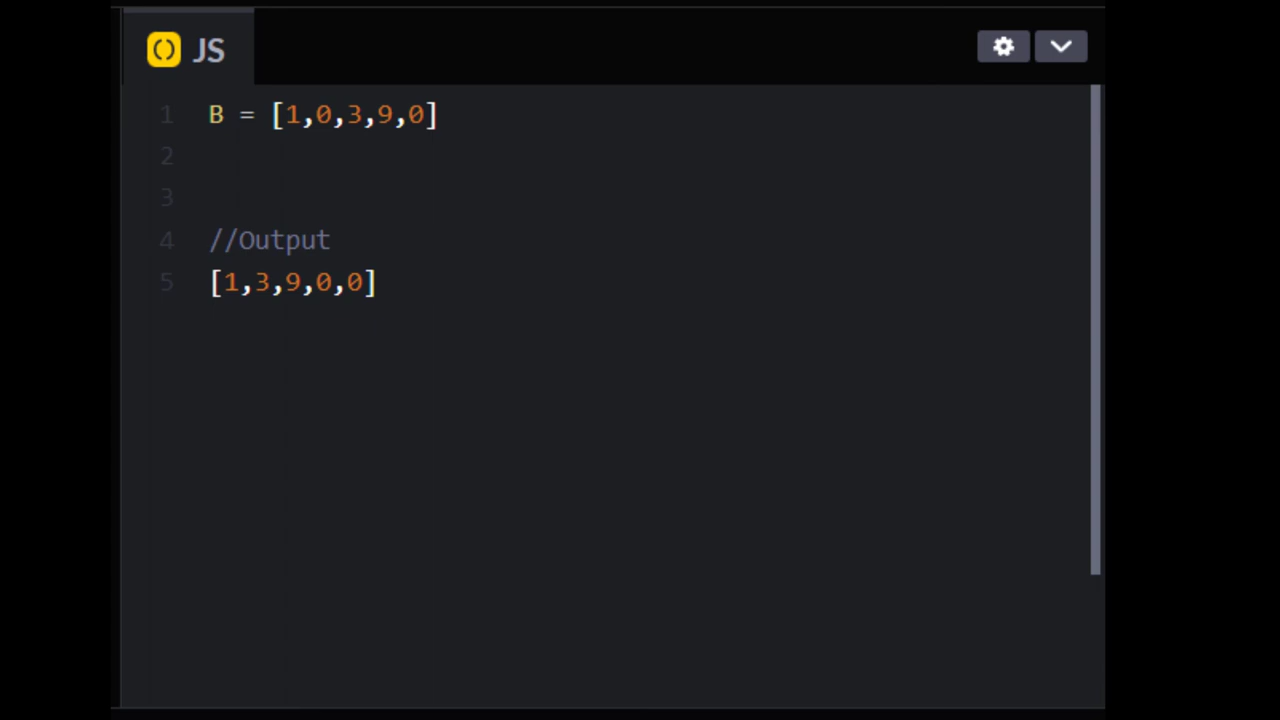 JS
1 B = [1,0,3,9,0]
2
3
4 //Output
5 [1,3,9,0,0]